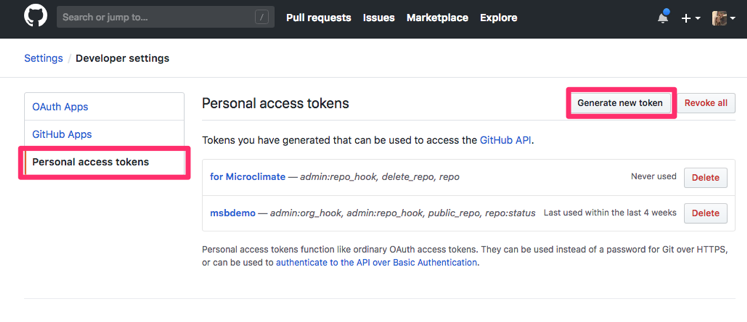 Search or jump to... /
Pull requests Issues Marketplace Explore
Settings / Developer settings
OAuth Apps
GitHub Apps
Personal access tokens
Personal access tokens
Generate new token
Revoke all
Tokens you have generated that can be used to access the GitHub API.
for Microclimate — admin:repo_hook, delete_repo, repo
Never used
Delete
msbdemo — admin:org_hook, admin:repo_hook, public_repo, repo:status
Last used within the last 4 weeks
Delete
Personal access tokens function like ordinary OAuth access tokens. They can be used instead of a password for Git over HTTPS,
or can be used to authenticate to the API over Basic Authentication.